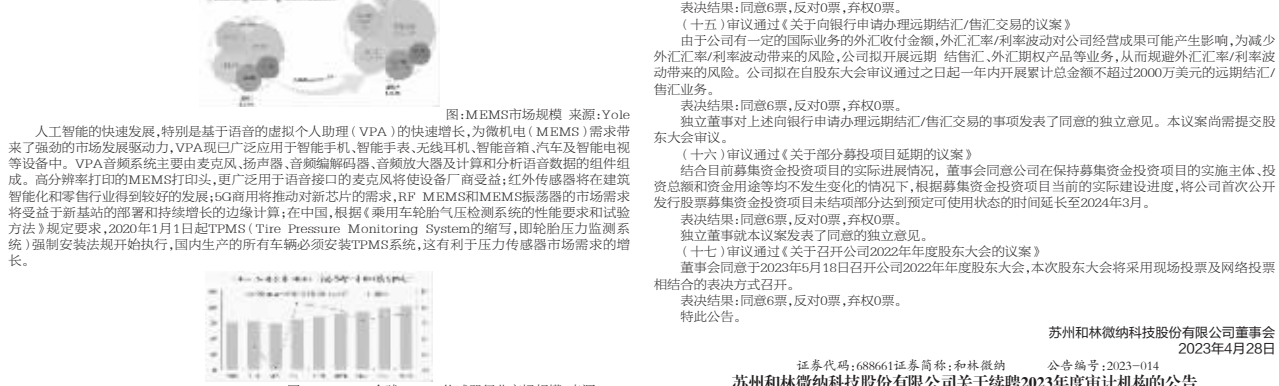 图:MEMS市场规模 来源:Yole
人工智能的快速发展,特别是基于语音的虚拟个人助理(VPA)的快速增长,为微机电(MEMS)需求带
来了强劲的市场发展驱动力,VPA现已广泛应用于智能手机、智能手表、无线耳机、智能音箱、汽车及智能电视
等设备中。VPA音频系统主要由麦克风、扬声器、音频编解码器、音频放大器及计算和分析语音数据的组件组
成。高分辨率打印的MEMS打印头,更广泛用于语音接口的麦克风将使设备厂商受益;红外传感器将在建筑
智能化和零售行业得到较好的发展;5G商用将推动对新芯片的需求,RF MEMS和MEMS振荡器的市场需求
将受益于新基站的部署和持续增长的边缘计算;在中国,根据《乘用车轮胎气压检测系统的性能要求和试验
方法》规定要求,2020年1月1日起TPMS(Tire Pressure Monitoring System的缩写,即轮胎压力监测系
统)强制安装法规开始执行,国内生产的所有车辆必须安装TPMS系统,这有利于压力传感器市场需求的增
长。
表决结果:同意6票,反对0票,弃权0票。
(十五)审议通过《关于向银行申请办理远期结汇/售汇交易的议案》
由于公司有一定的国际业务的外汇收付金额,外汇汇率/利率波动对公司经营成果可能产生影响,为减少
外汇汇率/利率波动带来的风险,公司拟开展远期 结售汇、外汇期权产品等业务,从而规避外汇汇率/利率波
动带来的风险。公司拟在自股东大会审议通过之日起一年内开展累计总金额不超过2000万美元的远期结汇/
售汇业务。
表决结果:同意6票,反对0票,弃权0票。
独立董事对上述向银行申请办理远期结汇/售汇交易的事项发表了同意的独立意见。本议案尚需提交股
东大会审议。
(十六)审议通过《关于部分募投项目延期的议案》
结合目前募集资金投资项目的实际进展情况，董事会同意公司在保持募集资金投资项目的实施主体、投
资总额和资金用途等均不发生变化的情况下,根据募集资金投资项目当前的实际建设进度,将公司首次公开
发行股票募集资金投资项目未结项部分达到预定可使用状态的时间延长至2024年3月。
表决结果:同意6票,反对0票,弃权0票。
独立董事就本议案发表了同意的独立意见。
(十七)审议通过《关于召开公司2022年年度股东大会的议案》
董事会同意于2023年5月18日召开公司2022年年度股东大会,本次股东大会将采用现场投票及网络投票
相结合的表决方式召开。
表决结果:同意6票,反对0票,弃权0票。
特此公告。
苏州和林微纳科技股份有限公司董事会
2023年4月28日
证券代码:688661证券简称:和林微纳 公告编号:2023-014
苏州和林微纳科技股份有限公司关于续聘2023年度审计机构的公告